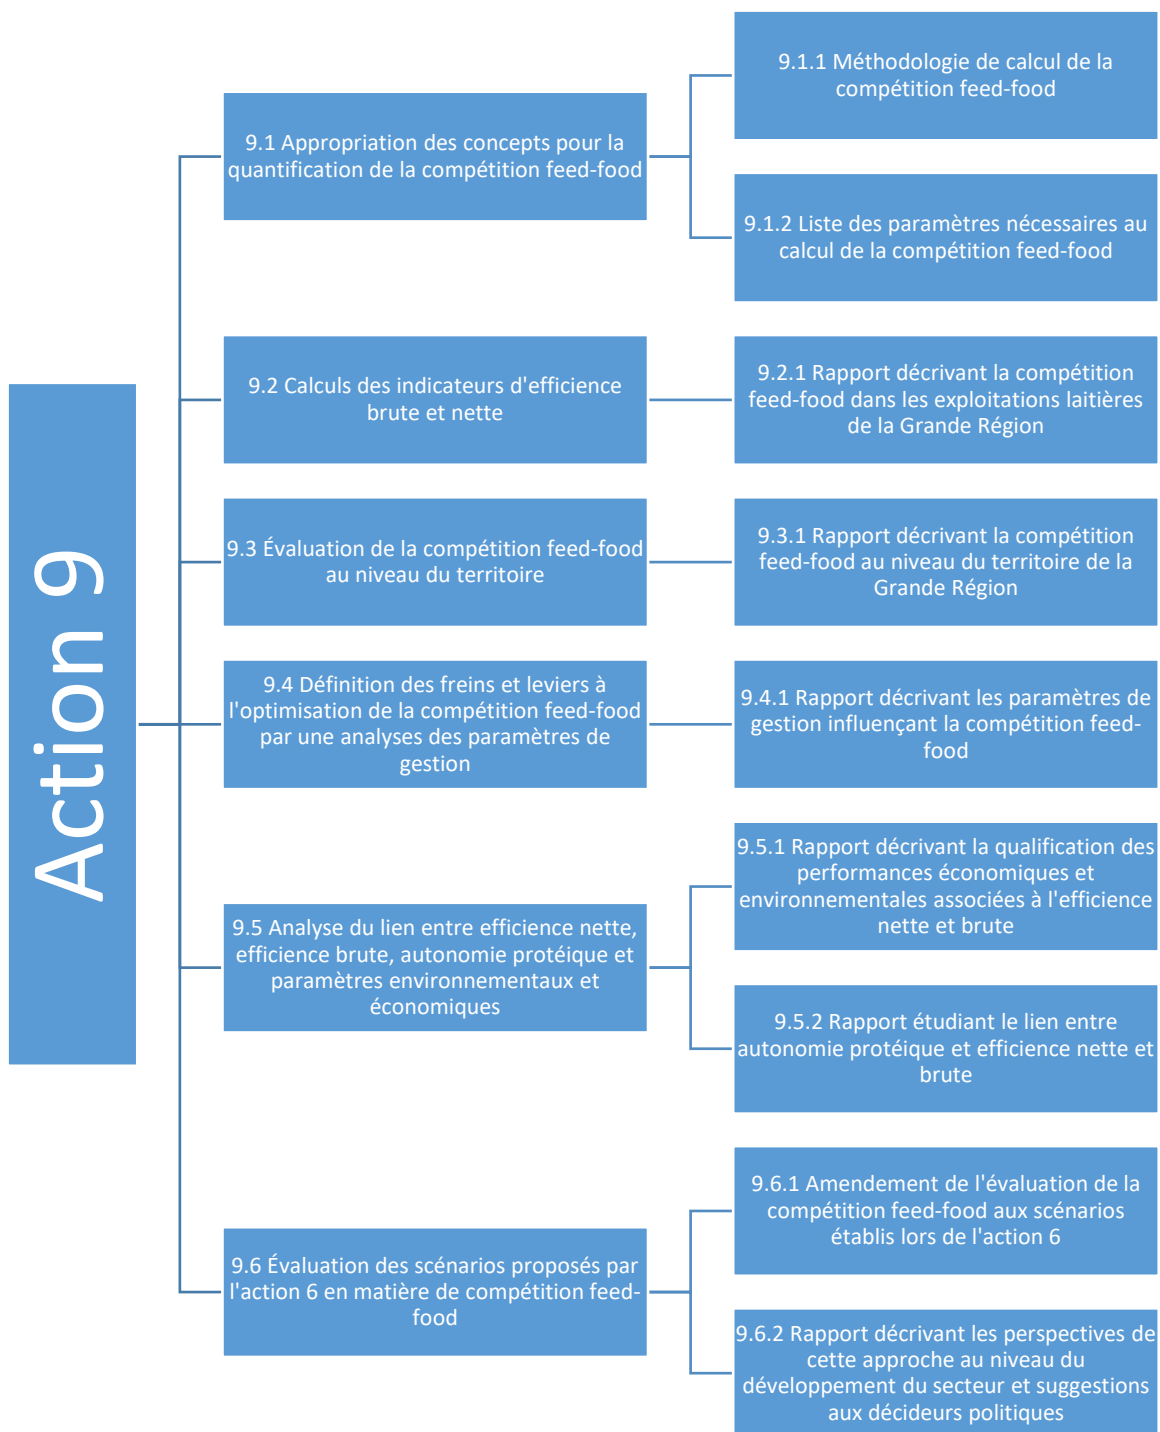 Action 9
9.1 Appropriation des concepts pour la
quantification de la compétition feed-food
9.1.1 Méthodologie de calcul de la
compétition feed-food
9.1.2 Liste des paramètres nécessaires au
calcul de la compétition feed-food
9.2 Calculs des indicateurs d'efficience
brute et nette
9.2.1 Rapport décrivant la compétition
feed-food dans les exploitations laitières
de la Grande Région
9.3 Évaluation de la compétition feed-food
au niveau du territoire
9.3.1 Rapport décrivant la compétition
feed-food au niveau du territoire de la
Grande Région
9.4 Définition des freins et leviers à
l'optimisation de la compétition feed-food
par une analyses des paramètres de
gestion
9.4.1 Rapport décrivant les paramètres de
gestion influençant la compétition feed-
food
9.5 Analyse du lien entre efficience nette,
efficience brute, autonomie protéique et
paramètres environnementaux et
économiques
9.5.1 Rapport décrivant la qualification des
performances économiques et
environnementales associées à l'efficience
nette et brute
9.5.2 Rapport étudiant le lien entre
autonomie protéique et efficience nette et
brute
9.6 Évaluation des scénarios proposés par
l'action 6 en matière de compétition feed-
food
9.6.1 Amendement de l'évaluation de la
compétition feed-food aux scénarios
établis lors de l'action 6
9.6.2 Rapport décrivant les perspectives de
cette approche au niveau du
développement du secteur et suggestions
aux décideurs politiques